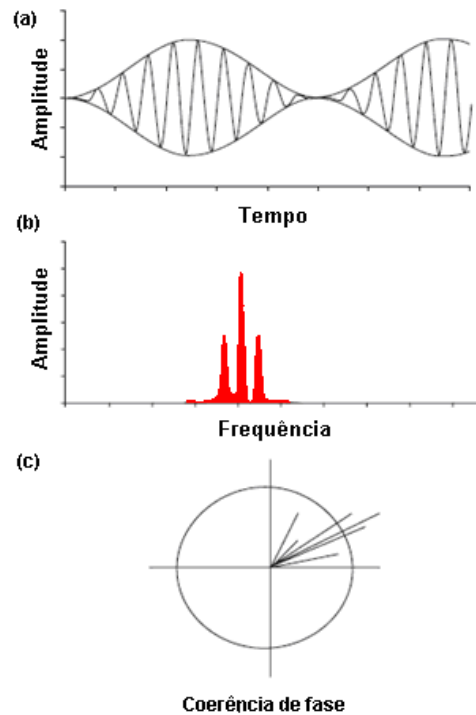 (a)
Amplitude
Tempo
(b)
Amplitude
Frequência
(c)
Coerência de fase